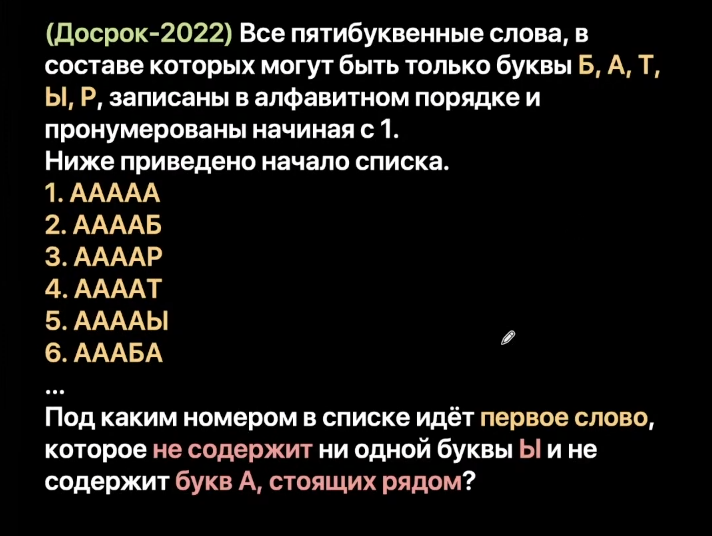 (Досрок-2022) Все пятибуквенные слова, в
составе которых могут быть только буквы Б, А, Т,
Ы, Р, записаны в алфавитном порядке и
пронумерованы начиная с 1.
Ниже приведено начало списка.
1. ААААА
2. ААААБ
3. ААААР
4. ААААТ
5. ААААЫ
6. АААБА
...
Под каким номером в списке идёт первое слово,
которое не содержит ни одной буквы Ы и не
содержит букв А, стоящих рядом?